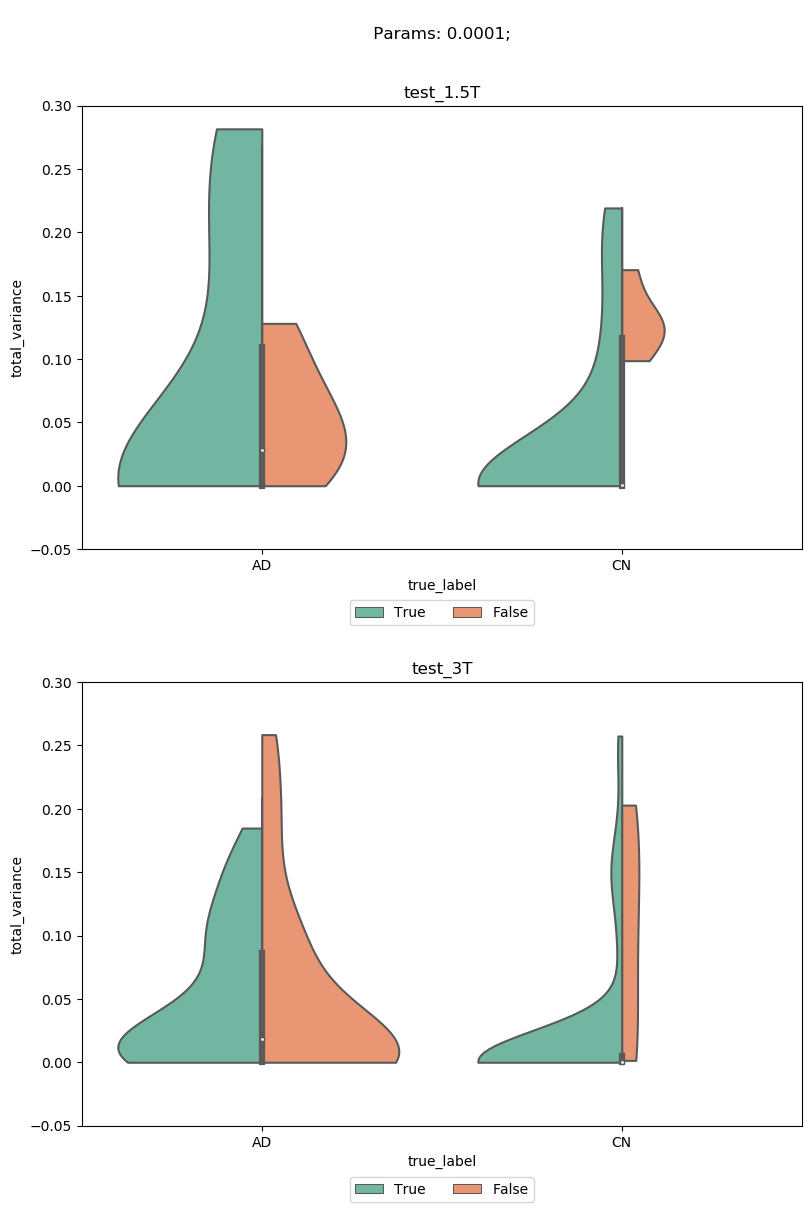 Params: 0.0001;
test_1.5T
0.30
0.25
0.20
0.15
0.10
0.05
0.00
−0.05
total_variance
AD CN
true_label
True False
test_3T
0.30
0.25
0.20
0.15
0.10
0.05
0.00
−0.05
total_variance
AD CN
true_label
True False